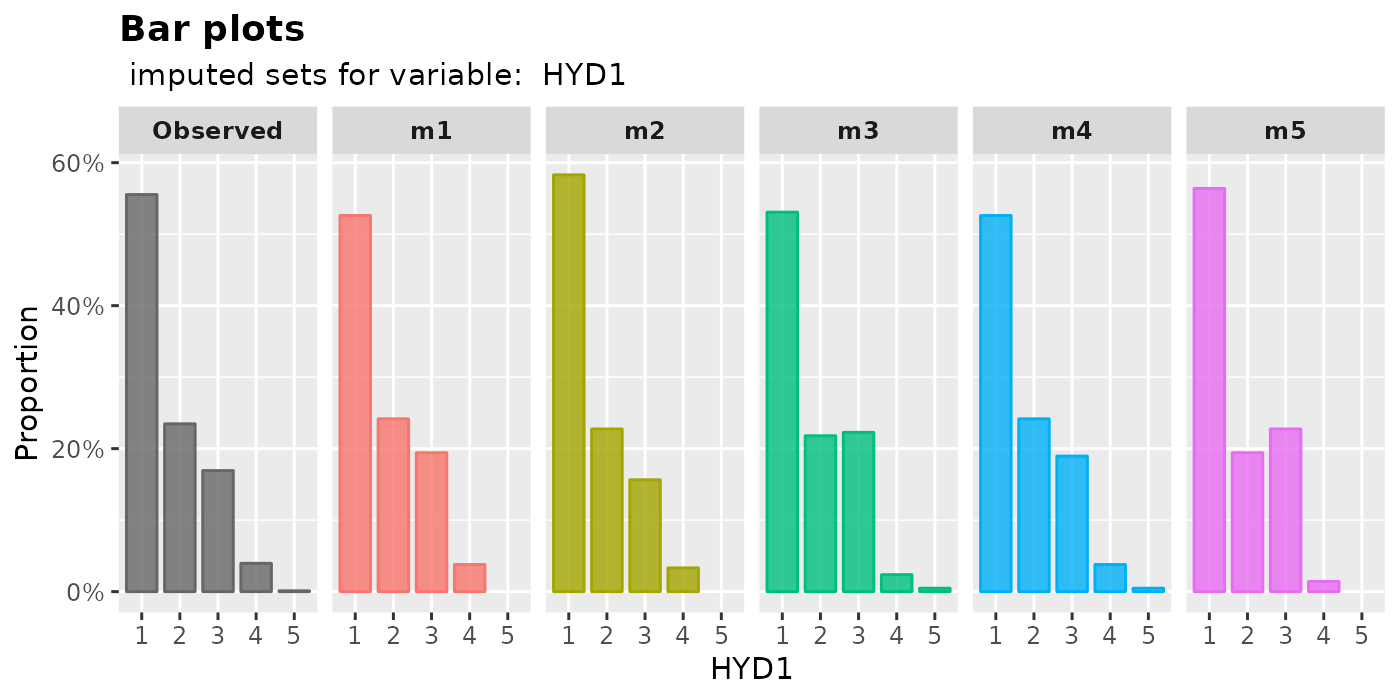 Bar plots
imputed sets for variable:  HYD1
Observed m1 m2 m3 m4 m5
60%
40%
20%
0%
Proportion
1 2 3 4 5 1 2 3 4 5 1 2 3 4 5 1 2 3 4 5 1 2 3 4 5 1 2 3 4 5
HYD1